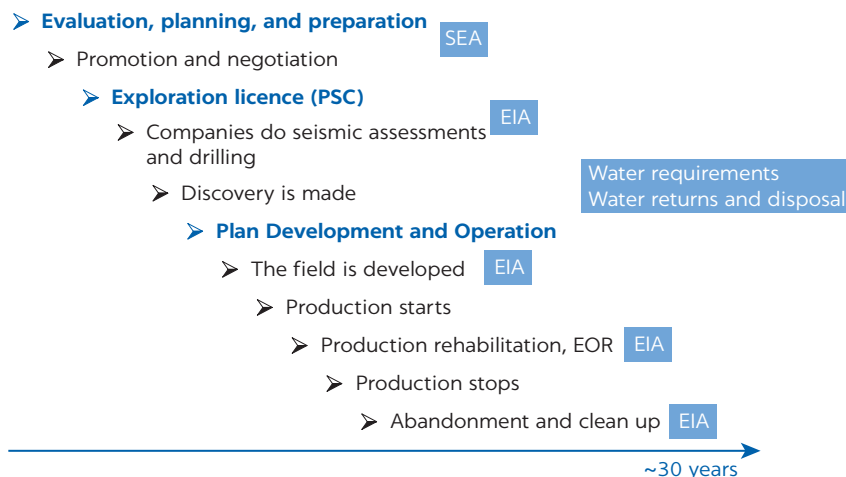 Evaluation, planning, and preparation
SEA
Promotion and negotiation
Exploration licence (PSC)
EIA
Companies do seismic assessments
and drilling
Water requirements
Water returns and disposal
Discovery is made
Plan Development and Operation
The field is developed EIA
Production starts
Production rehabilitation, EOR EIA
Production stops
Abandonment and clean up EIA
~30 years